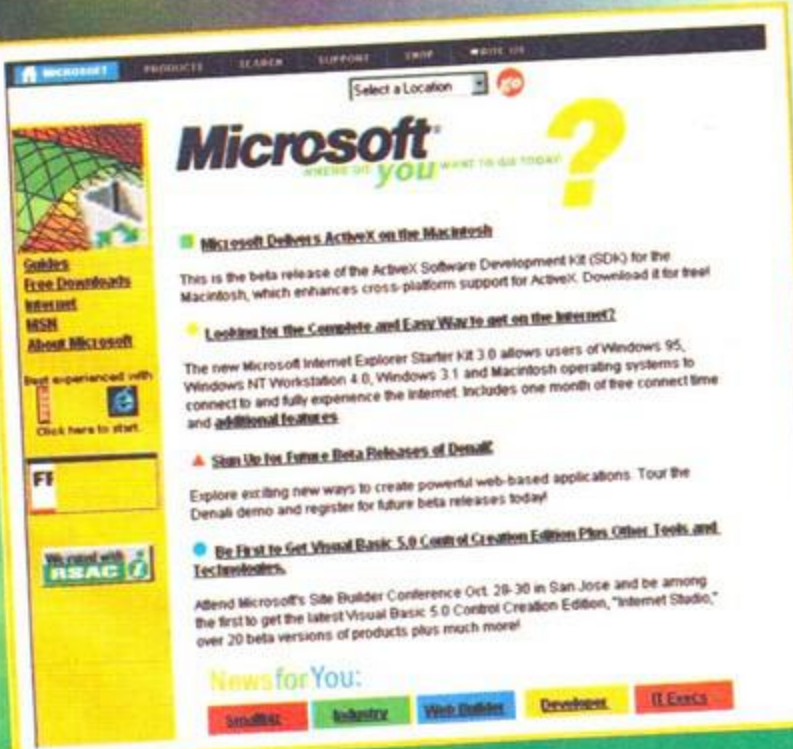 MICROSOFT PRODUCTS SEARCH SUPPORT SHOP WRITE US
Select a Location go
Microsoft®
WHERE DO you WANT TO GO TODAY ?
Microsoft Delivers ActiveX on the Macintosh
This is the beta release of the ActiveX Software Development Kit (SDK) for the
Macintosh, which enhances cross-platform support for ActiveX. Download it for free!
Looking for the Complete and Easy Way to get on the Internet?
The new Microsoft Internet Explorer Starter Kit 3.0 allows users of Windows 95,
Windows NT Workstation 4.0, Windows 3.1 and Macintosh operating systems to
connect to and fully experience the Internet. Includes one month of free connect time
and additional features
Sign Up for Future Beta Releases of Denali!
Explore exciting new ways to create powerful web-based applications. Tour the
Denali demo and register for future beta releases today!
Be First to Get Visual Basic 5.0 Control Creation Edition Plus Other Tools and
Technologies.
Attend Microsoft's Site Builder Conference Oct. 28-30 in San Jose and be among
the first to get the latest Visual Basic 5.0 Control Creation Edition, "Internet Studio,"
over 20 beta versions of products plus much more!
Guides
Free Downloads
Internet
MSN
About Microsoft
Best experienced with
FREE
Click here to start.
We rated with
RSAC i
News for You:
SmallBiz Industry Web Builder Developer IT Execs